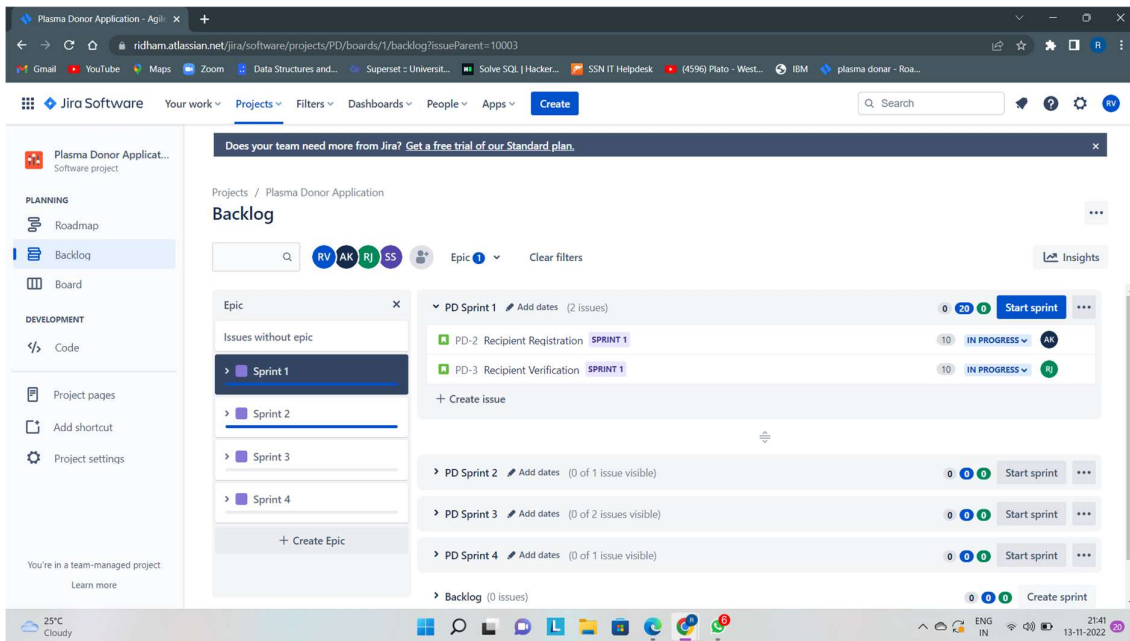 Plasma Donor Application - Agile
ridham.atlassian.net/jira/software/projects/PD/boards/1/backlog?issueParent=10003
R
Gmail YouTube Maps Zoom Data Structures and... Superset :: Universit... Solve SQL | Hacker... SSN IT Helpdesk (4596) Plato - West... IBM plasma donar - Roa...
Jira Software Your work Projects Filters Dashboards People Apps Create Search RV
Does your team need more from Jira? Get a free trial of our Standard plan.
Plasma Donor Applicat...
Software project
PLANNING
Roadmap
Backlog
Board
DEVELOPMENT
Code
Project pages
Add shortcut
Project settings
You're in a team-managed project
Learn more
Projects / Plasma Donor Application
Backlog
RV AK RJ SS Epic 1 Clear filters Insights
Epic
Issues without epic
Sprint 1
Sprint 2
Sprint 3
Sprint 4
+ Create Epic
PD Sprint 1 Add dates (2 issues) 0 20 0 Start sprint
PD-2 Recipient Registration SPRINT 1 10 IN PROGRESS AK
PD-3 Recipient Verification SPRINT 1 10 IN PROGRESS RJ
+ Create issue
PD Sprint 2 Add dates (0 of 1 issue visible) 0 0 0 Start sprint
PD Sprint 3 Add dates (0 of 2 issues visible) 0 0 0 Start sprint
PD Sprint 4 Add dates (0 of 1 issue visible) 0 0 0 Start sprint
Backlog (0 issues) 0 0 0 Create sprint
25°C
Cloudy
ENG
IN
21:41
13-11-2022
20